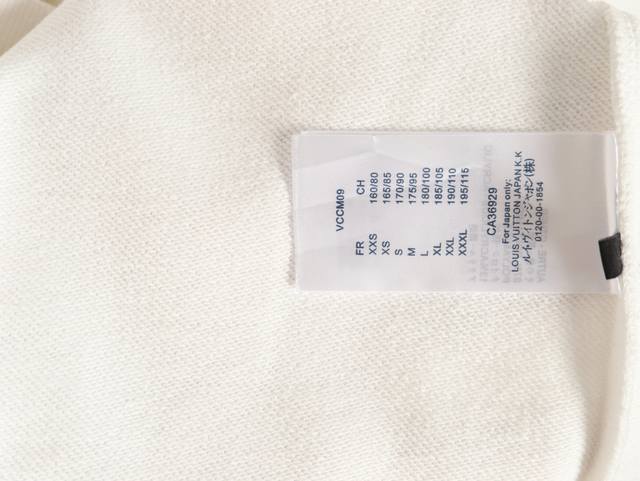 VCCM09
FR CH
XXS 160/80
XS 165/85
S 170/90
M 175/95
L 180/100
XL 185/105
XXL 190/110
XXXL 195/115
CA36929
For Japan only:
LOUIS VUITTON JAPAN K.K
ルイヴィトンジャパン(株)
0120-00-1854